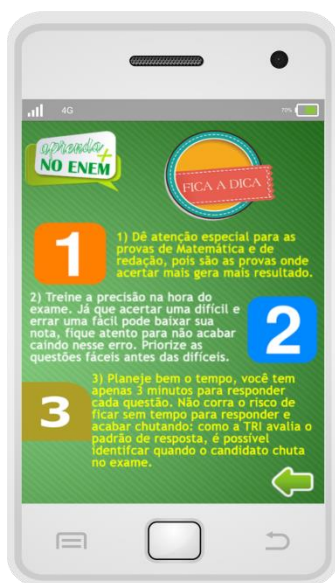 4G
70%
aprenda +
NO ENEM
FICA A DICA
1
1) Dê atenção especial para as
provas de Matemática e de
redação, pois são as provas onde
acertar mais gera mais resultado.
2) Treine a precisão na hora do
exame. Já que acertar uma difícil e
errar uma fácil pode baixar sua
nota, fique atento para não acabar
caindo nesse erro. Priorize as
questões fáceis antes das difíceis.
2
3
3) Planeje bem o tempo, você tem
apenas 3 minutos para responder
cada questão. Não corra o risco de
ficar sem tempo para responder e
acabar chutando: como a TRI avalia o
padrão de resposta, é possível
identifcar quando o candidato chuta
no exame.